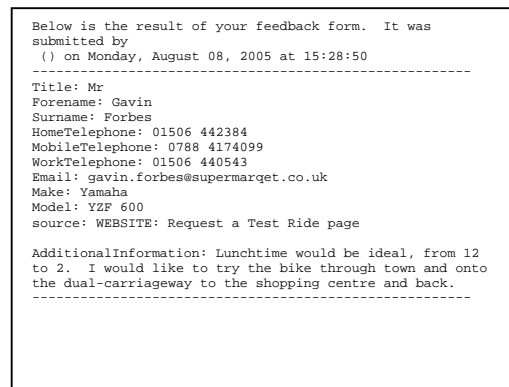 Below is the result of your feedback form.  It was
submitted by
 () on Monday, August 08, 2005 at 15:28:50
-------------------------------------------------------
Title: Mr
Forename: Gavin
Surname: Forbes
HomeTelephone: 01506 442384
MobileTelephone: 0788 4174099
WorkTelephone: 01506 440543
Email: gavin.forbes@supermarqet.co.uk
Make: Yamaha
Model: YZF 600
source: WEBSITE: Request a Test Ride page

AdditionalInformation: Lunchtime would be ideal, from 12
to 2.  I would like to try the bike through town and onto
the dual-carriageway to the shopping centre and back.
-------------------------------------------------------